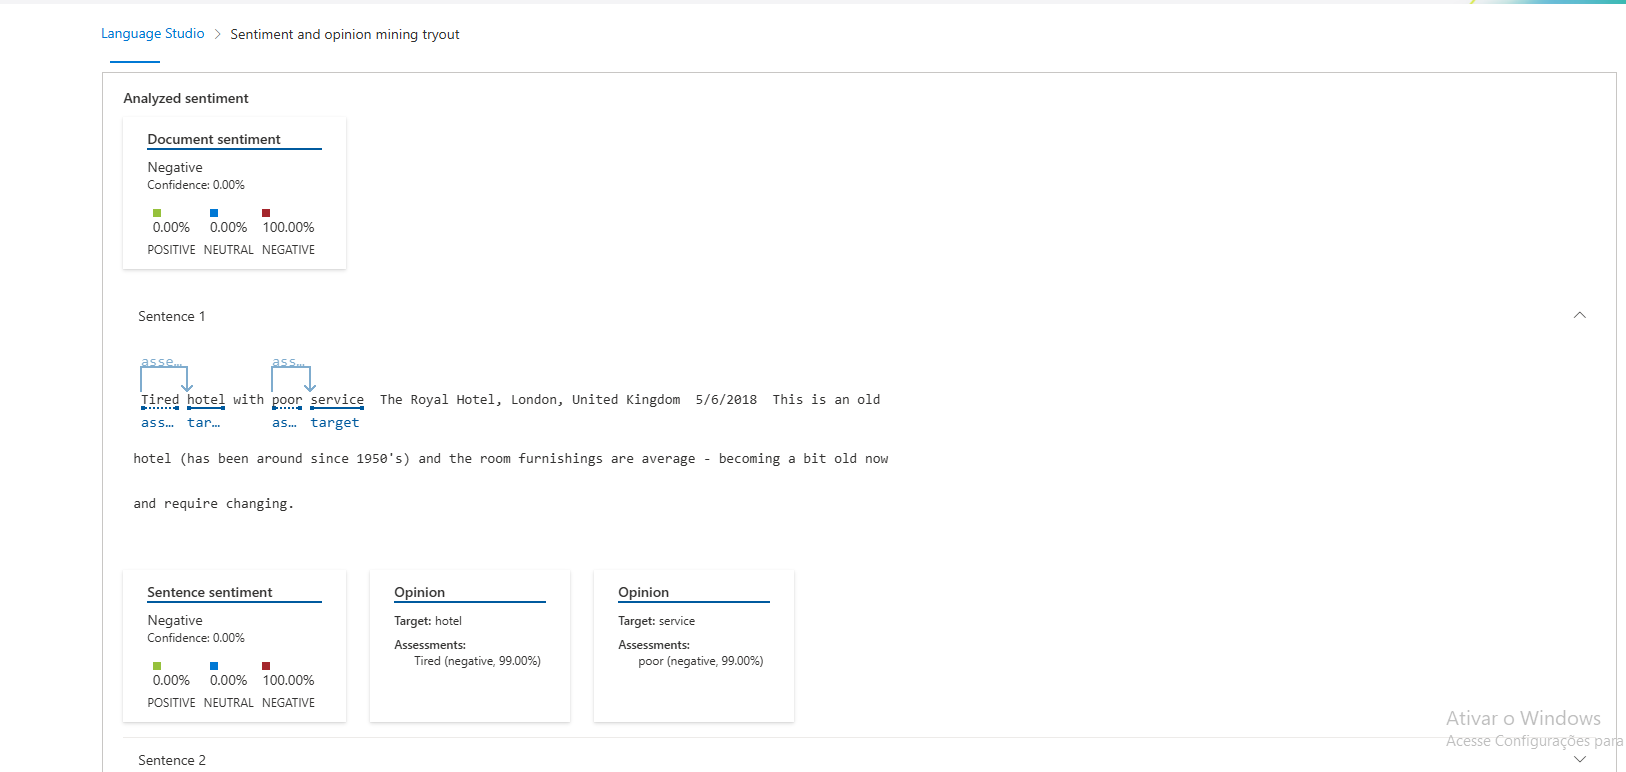 Language Studio > Sentiment and opinion mining tryout
Analyzed sentiment
Document sentiment
Negative
Confidence: 0.00%
0.00% 0.00% 100.00%
POSITIVE NEUTRAL NEGATIVE
Sentence 1
asse... ass...
Tired hotel with poor service The Royal Hotel, London, United Kingdom 5/6/2018 This is an old
ass... tar... as... target
hotel (has been around since 1950's) and the room furnishings are average - becoming a bit old now
and require changing.
Sentence sentiment
Negative
Confidence: 0.00%
0.00% 0.00% 100.00%
POSITIVE NEUTRAL NEGATIVE
Opinion
Target: hotel
Assessments:
Tired (negative, 99.00%)
Opinion
Target: service
Assessments:
poor (negative, 99.00%)
Ativar o Windows
Acesse Configurações para
Sentence 2